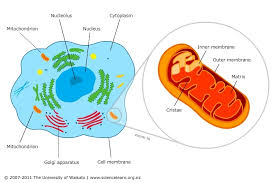 Nucleolus
Cytoplasm
Mitochondrion
Nucleus
Inner membrane
Outer membrane
Matrix
Cristae
Mitochondrion
Golgi apparatus
Cell membrane
© 2007-2011 The University of Waikato | www.sciencelearn.org.nz